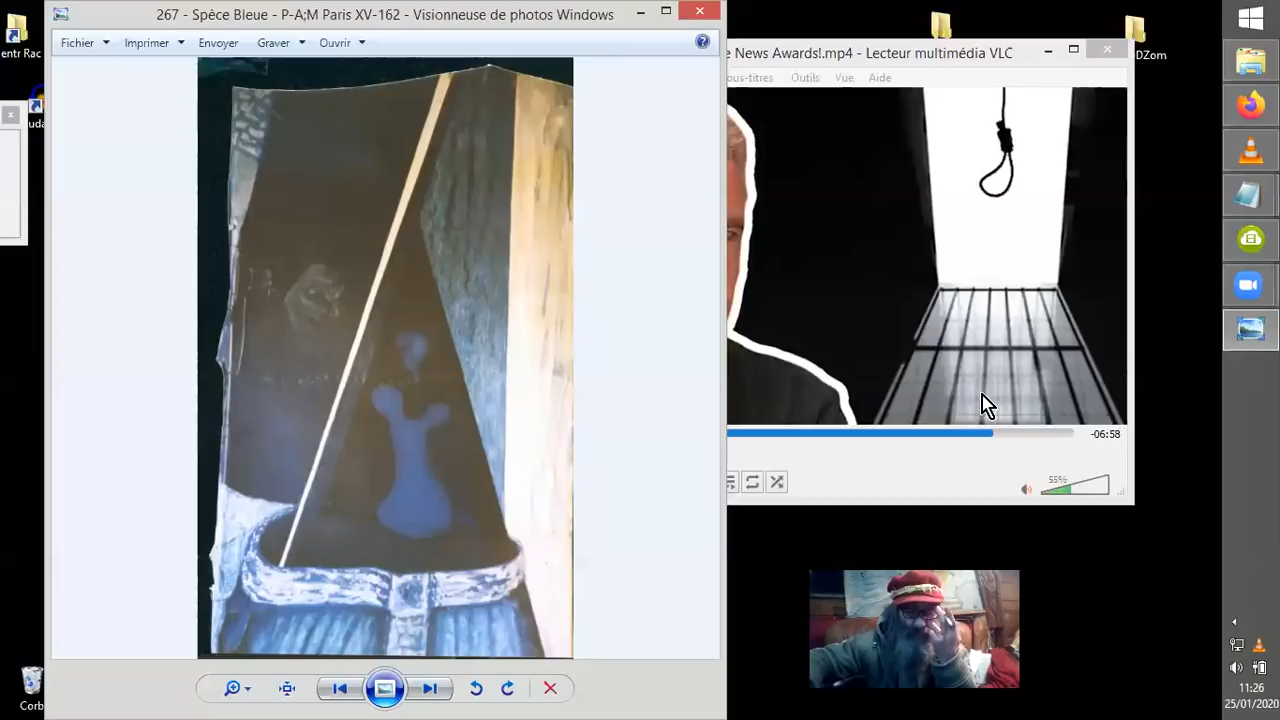 267 - Spèce Bleue - P-A;M Paris XV-162 - Visionneuse de photos Windows
Fichier Imprimer Envoyer Graver Ouvrir
entr Rac
e News Awards!.mp4 - Lecteur multimédia VLC
DZom
ous-titres Outils Vue Aide
uda
x
-06:58
55%
Corb
11:26
25/01/2020